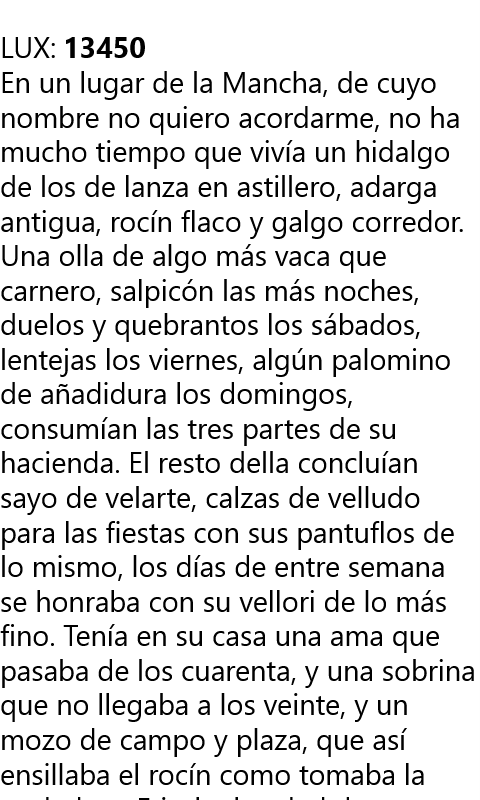 LUX: 13450
En un lugar de la Mancha, de cuyo
nombre no quiero acordarme, no ha
mucho tiempo que vivía un hidalgo
de los de lanza en astillero, adarga
antigua, rocín flaco y galgo corredor.
Una olla de algo más vaca que
carnero, salpicón las más noches,
duelos y quebrantos los sábados,
lentejas los viernes, algún palomino
de añadidura los domingos,
consumían las tres partes de su
hacienda. El resto della concluían
sayo de velarte, calzas de velludo
para las fiestas con sus pantuflos de
lo mismo, los días de entre semana
se honraba con su vellori de lo más
fino. Tenía en su casa una ama que
pasaba de los cuarenta, y una sobrina
que no llegaba a los veinte, y un
mozo de campo y plaza, que así
ensillaba el rocín como tomaba la